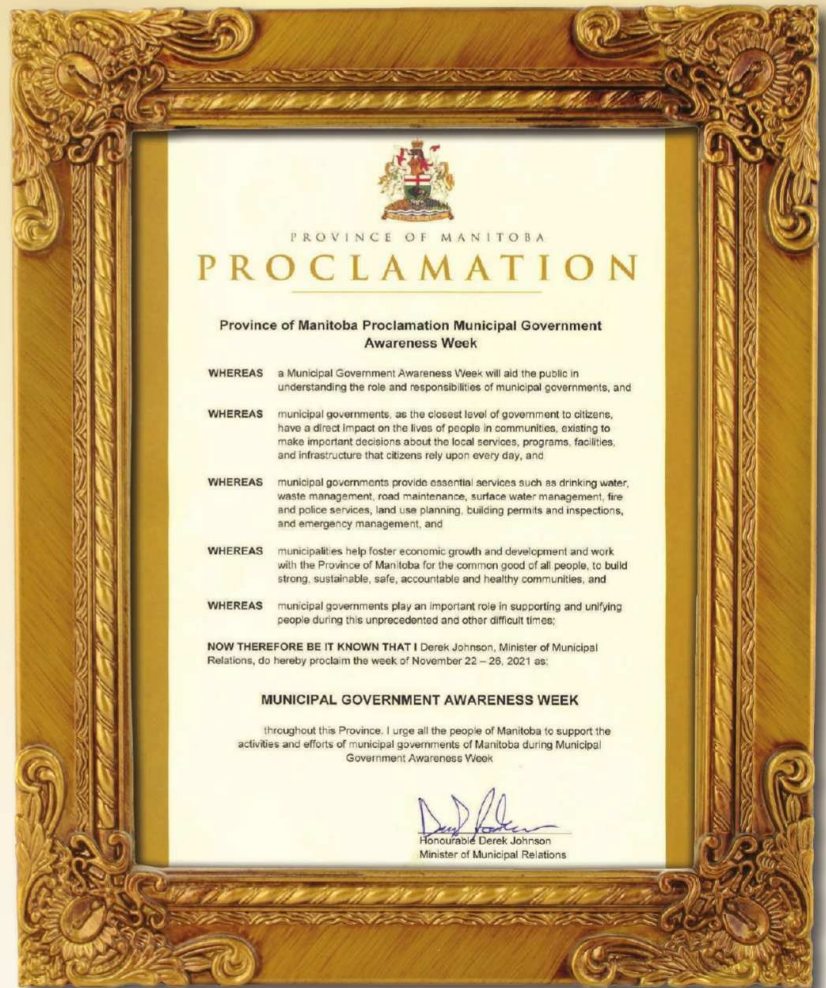 PROVINCE OF MANITOBA
PROCLAMATION
Province of Manitoba Proclamation Municipal Government
Awareness Week
WHEREAS a Municipal Government Awareness Week will aid the public in
understanding the role and responsibilities of municipal governments, and
WHEREAS municipal governments, as the closest level of government to citizens,
have a direct impact on the lives of people in communities, existing to
make important decisions about the local services, programs, facilities,
and infrastructure that citizens rely upon every day, and
WHEREAS municipal governments provide essential services such as drinking water,
waste management, road maintenance, surface water management, fire
and police services, land use planning, building permits and inspections,
and emergency management, and
WHEREAS municipalities help foster economic growth and development and work
with the Province of Manitoba for the common good of all people, to build
strong, sustainable, safe, accountable and healthy communities, and
WHEREAS municipal governments play an important role in supporting and unifying
people during this unprecedented and other difficult times;
NOW THEREFORE BE IT KNOWN THAT I Derek Johnson, Minister of Municipal
Relations, do hereby proclaim the week of November 22 – 26, 2021 as:
MUNICIPAL GOVERNMENT AWARENESS WEEK
throughout this Province. I urge all the people of Manitoba to support the
activities and efforts of municipal governments of Manitoba during Municipal
Government Awareness Week
Honourable Derek Johnson
Minister of Municipal Relations